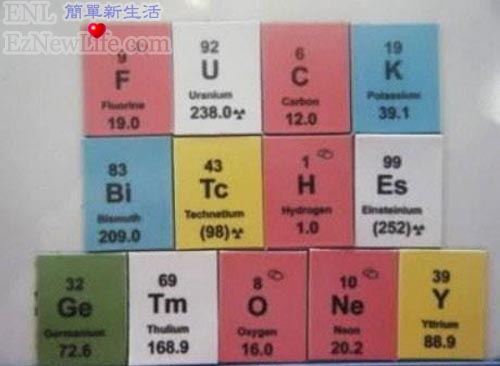 ENL 簡單新生活
EzNewLife.com
9 92 6 19
F U C K
Fluorine Uranium Carbon Potassium
19.0 238.0 12.0 39.1
83 43 1 99
Bi Tc H Es
Bismuth Technetium Hydrogen Einsteinium
209.0 (98) 1.0 (252)
32 69 8 10 39
Ge Tm O Ne Y
Germanium Thulium Oxygen Neon Yttrium
72.6 168.9 16.0 20.2 88.9